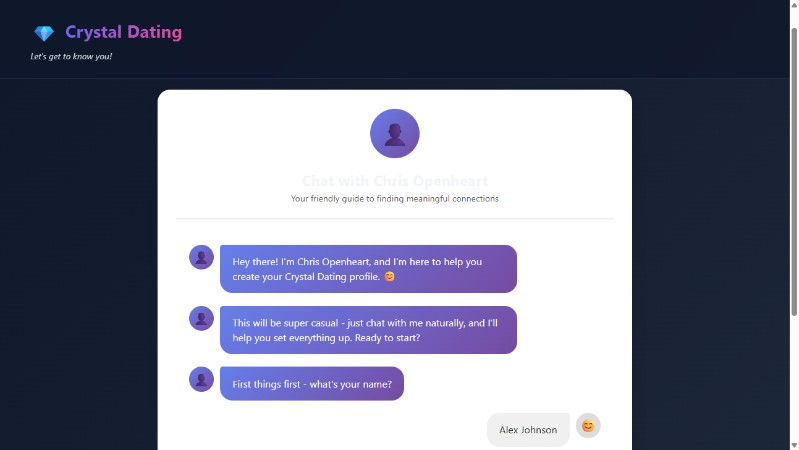 Crystal Dating
Let's get to know you!
Chat with Chris Openheart
Your friendly guide to finding meaningful connections
Hey there! I'm Chris Openheart, and I'm here to help you
create your Crystal Dating profile. 😊
This will be super casual - just chat with me naturally, and I'll
help you set everything up. Ready to start?
First things first - what's your name?
Alex Johnson